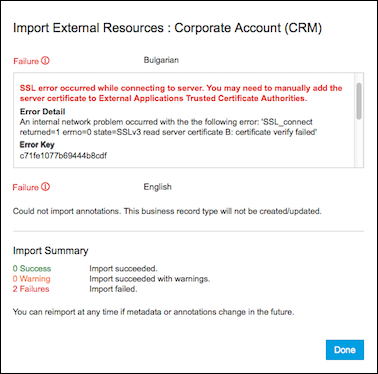 Import External Resources : Corporate Account (CRM)
Failure Bulgarian
SSL error occurred while connecting to server. You may need to manually add the
server certificate to External Applications Trusted Certificate Authorities.
Error Detail
An internal network problem occurred with the the following error: 'SSL_connect
returned=1 errno=0 state=SSLv3 read server certificate B: certificate verify failed'
Error Key
c71fe1077b69444b8cdf
Failure English
Could not import annotations. This business record type will not be created/updated.
Import Summary
0 Success Import succeeded.
0 Warning Import succeeded with warnings.
2 Failures Import failed.
You can reimport at any time if metadata or annotations change in the future.
Done